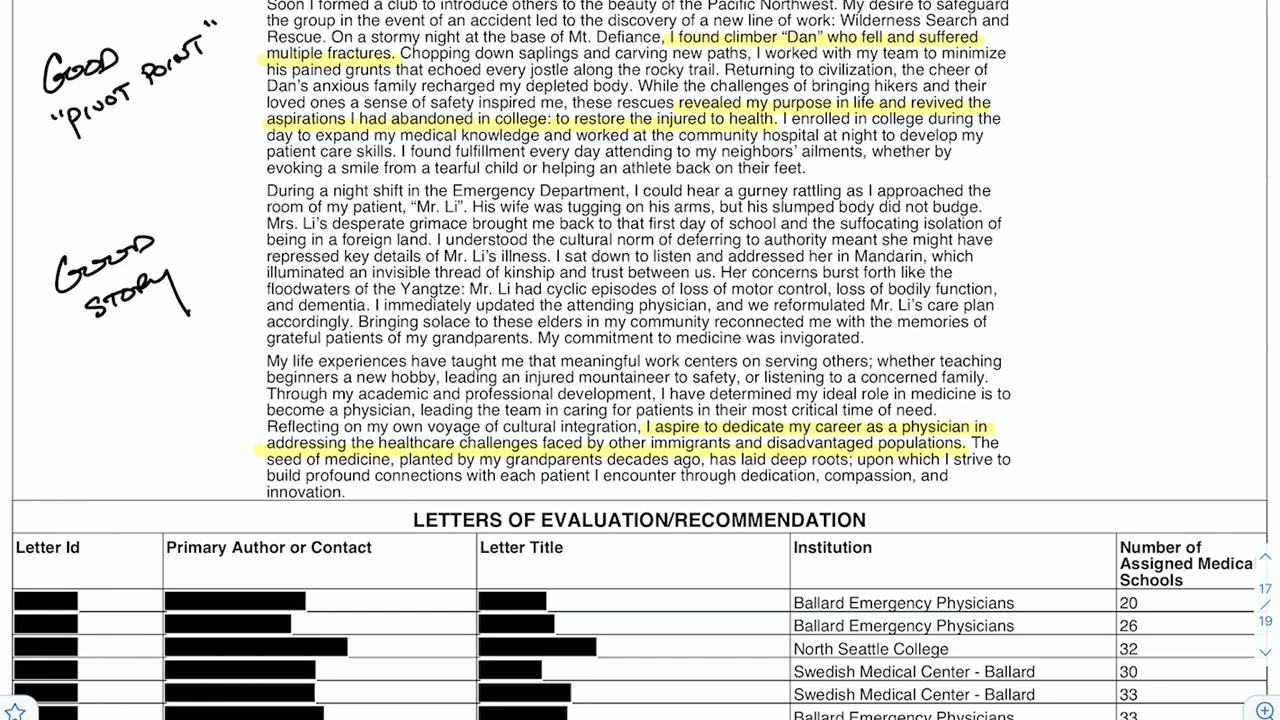 Soon I formed a club to introduce others to the beauty of the Pacific Northwest. My desire to safeguard
the group in the event of an accident led to the discovery of a new line of work: Wilderness Search and
Rescue. On a stormy night at the base of Mt. Defiance, I found climber “Dan” who fell and suffered
multiple fractures. Chopping down saplings and carving new paths, I worked with my team to minimize
his pained grunts that echoed every jostle along the rocky trail. Returning to civilization, the cheer of
Dan’s anxious family recharged my depleted body. While the challenges of bringing hikers and their
loved ones a sense of safety inspired me, these rescues revealed my purpose in life and revived the
aspirations I had abandoned in college: to restore the injured to health. I enrolled in college during the
day to expand my medical knowledge and worked at the community hospital at night to develop my
patient care skills. I found fulfillment every day attending to my neighbors’ ailments, whether by
evoking a smile from a tearful child or helping an athlete back on their feet.
GOOD
"PIVOT POINT"
During a night shift in the Emergency Department, I could hear a gurney rattling as I approached the
room of my patient, “Mr. Li”. His wife was tugging on his arms, but his slumped body did not budge.
Mrs. Li’s desperate grimace brought me back to that first day of school and the suffocating isolation of
being in a foreign land. I understood the cultural norm of deferring to authority meant she might have
repressed key details of Mr. Li’s illness. I sat down to listen and addressed her in Mandarin, which
illuminated an invisible thread of kinship and trust between us. Her concerns burst forth like the
floodwaters of the Yangtze: Mr. Li had cyclic episodes of loss of motor control, loss of bodily function,
and dementia. I immediately updated the attending physician, and we reformulated Mr. Li’s care plan
accordingly. Bringing solace to these elders in my community reconnected me with the memories of
grateful patients of my grandparents. My commitment to medicine was invigorated.
GOOD
STORY
My life experiences have taught me that meaningful work centers on serving others; whether teaching
beginners a new hobby, leading an injured mountaineer to safety, or listening to a concerned family.
Through my academic and professional development, I have determined my ideal role in medicine is to
become a physician, leading the team in caring for patients in their most critical time of need.
Reflecting on my own voyage of cultural integration, I aspire to dedicate my career as a physician in
addressing the healthcare challenges faced by other immigrants and disadvantaged populations. The
seed of medicine, planted by my grandparents decades ago, has laid deep roots; upon which I strive to
build profound connections with each patient I encounter through dedication, compassion, and
innovation.
LETTERS OF EVALUATION/RECOMMENDATION
Letter Id Primary Author or Contact Letter Title Institution Number of
Assigned Medical
Schools
Ballard Emergency Physicians 20
Ballard Emergency Physicians 26
North Seattle College 32
Swedish Medical Center - Ballard 30
Swedish Medical Center - Ballard 33
Ballard Emergency Physicians 33
17
/
19